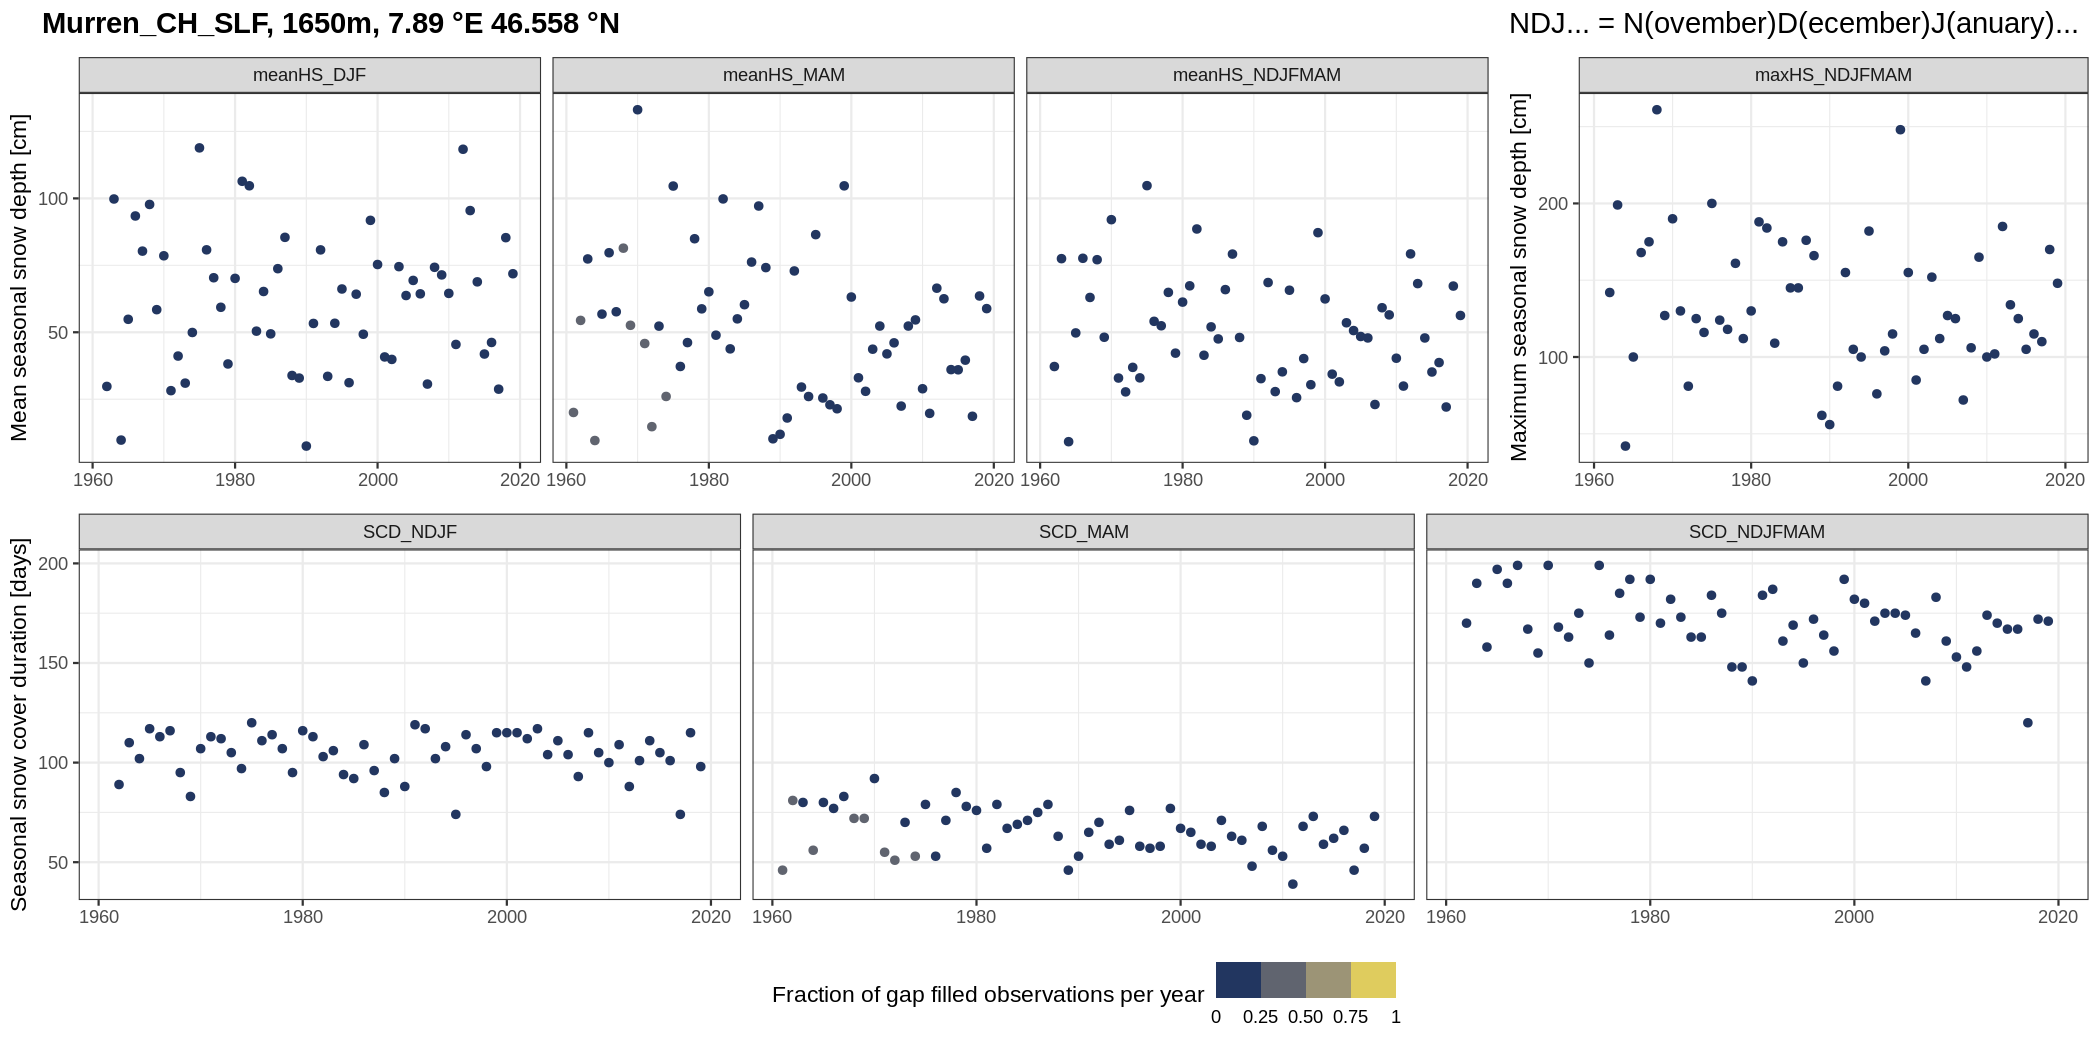 Murren_CH_SLF, 1650m, 7.89 °E 46.558 °N
NDJ... = N(ovember)D(ecember)J(anuary)...
meanHS_DJF
meanHS_MAM
meanHS_NDJFMAM
maxHS_NDJFMAM
Mean seasonal snow depth [cm]
100
50
1960 1980 2000 2020
1960 1980 2000 2020
1960 1980 2000 2020
Maximum seasonal snow depth [cm]
200
100
1960 1980 2000 2020
SCD_NDJF
SCD_MAM
SCD_NDJFMAM
Seasonal snow cover duration [days]
200
150
100
50
1960 1980 2000 2020
1960 1980 2000 2020
1960 1980 2000 2020
Fraction of gap filled observations per year
0 0.25 0.50 0.75 1